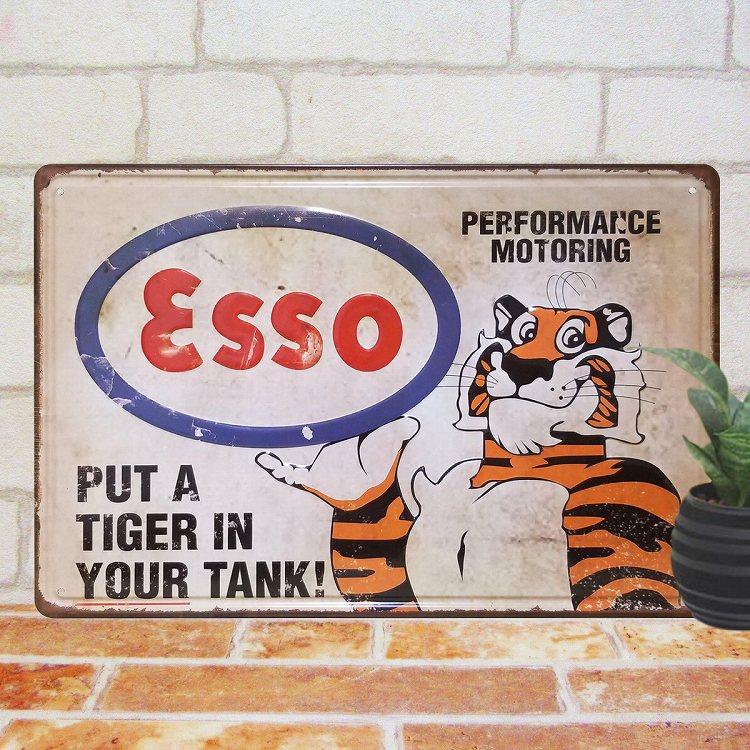 Esso
PERFORMANCE
MOTORING
PUT A
TIGER IN
YOUR TANK!